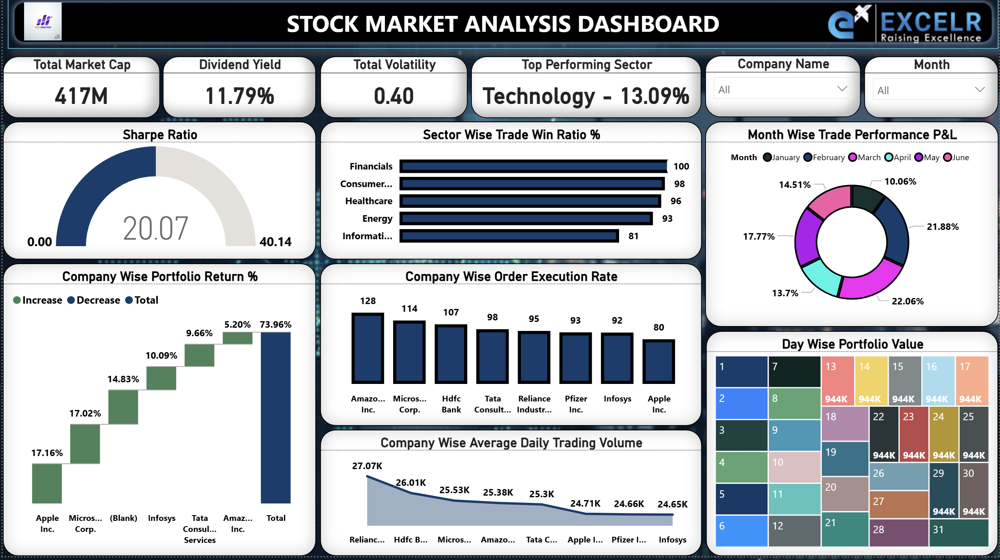 DATA ANALYTICS
STOCK MARKET ANALYSIS DASHBOARD
EXCELR
Raising Excellence
Total Market Cap
417M
Dividend Yield
11.79%
Total Volatility
0.40
Top Performing Sector
Technology - 13.09%
Company Name
All
Month
All
Sharpe Ratio
20.07
0.00
40.14
Sector Wise Trade Win Ratio %
Financials 100
Consumer... 98
Healthcare 96
Energy 93
Informati... 81
Month Wise Trade Performance P&L
Month January February March April May June
14.51% 10.06%
21.88%
17.77%
13.7%
22.06%
Company Wise Portfolio Return %
Increase Decrease Total
17.16%
17.02%
14.83%
10.09%
9.66%
5.20%
73.96%
Apple Inc.
Micros... Corp.
(Blank)
Infosys
Tata Consul... Services
Amaz... Inc.
Total
Company Wise Order Execution Rate
128
114
107
98
95
93
92
80
Amazo... Inc.
Micros... Corp.
Hdfc Bank
Tata Consult...
Reliance Industr...
Pfizer Inc.
Infosys
Apple Inc.
Company Wise Average Daily Trading Volume
27.07K
26.01K
25.53K
25.38K
25.3K
24.71K
24.66K
24.65K
Relianc... Hdfc B... Micros... Amazo... Tata C... Apple I... Pfizer I... Infosys
Day Wise Portfolio Value
1
2
3
4
5
6
7
8
9
10
11
12
13
944K
14
944K
15
944K
16
944K
17
944K
18
19
20
21
22
944K
23
944K
24
944K
25
944K
26
27
28
29
944K
30
944K
31